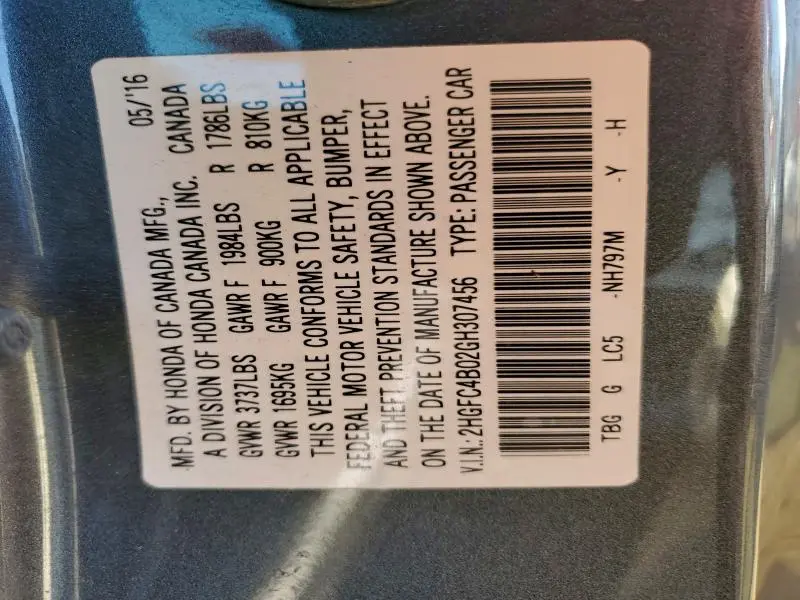 MFD. BY HONDA OF CANADA MFG., 05/'16
A DIVISION OF HONDA CANADA INC. CANADA
GVWR 3737LBS GAWR F 1984LBS R 1786LBS
GVWR 1695KG GAWR F 900KG R 810KG
THIS VEHICLE CONFORMS TO ALL APPLICABLE
FEDERAL MOTOR VEHICLE SAFETY, BUMPER,
AND THEFT PREVENTION STANDARDS IN EFFECT
ON THE DATE OF MANUFACTURE SHOWN ABOVE.
V.I.N.: 2HGFC4B02GH307456 TYPE: PASSENGER CAR
TBG G LC5 -NH797M -Y -H